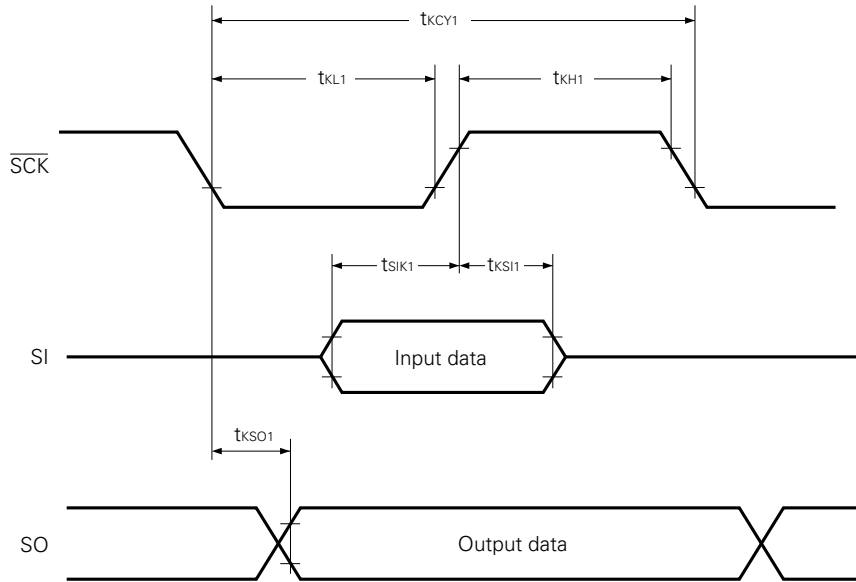 tKCY1
tKL1
tKH1
SCK
tSIK1
tKSI1
SI
Input data
tKSO1
SO
Output data